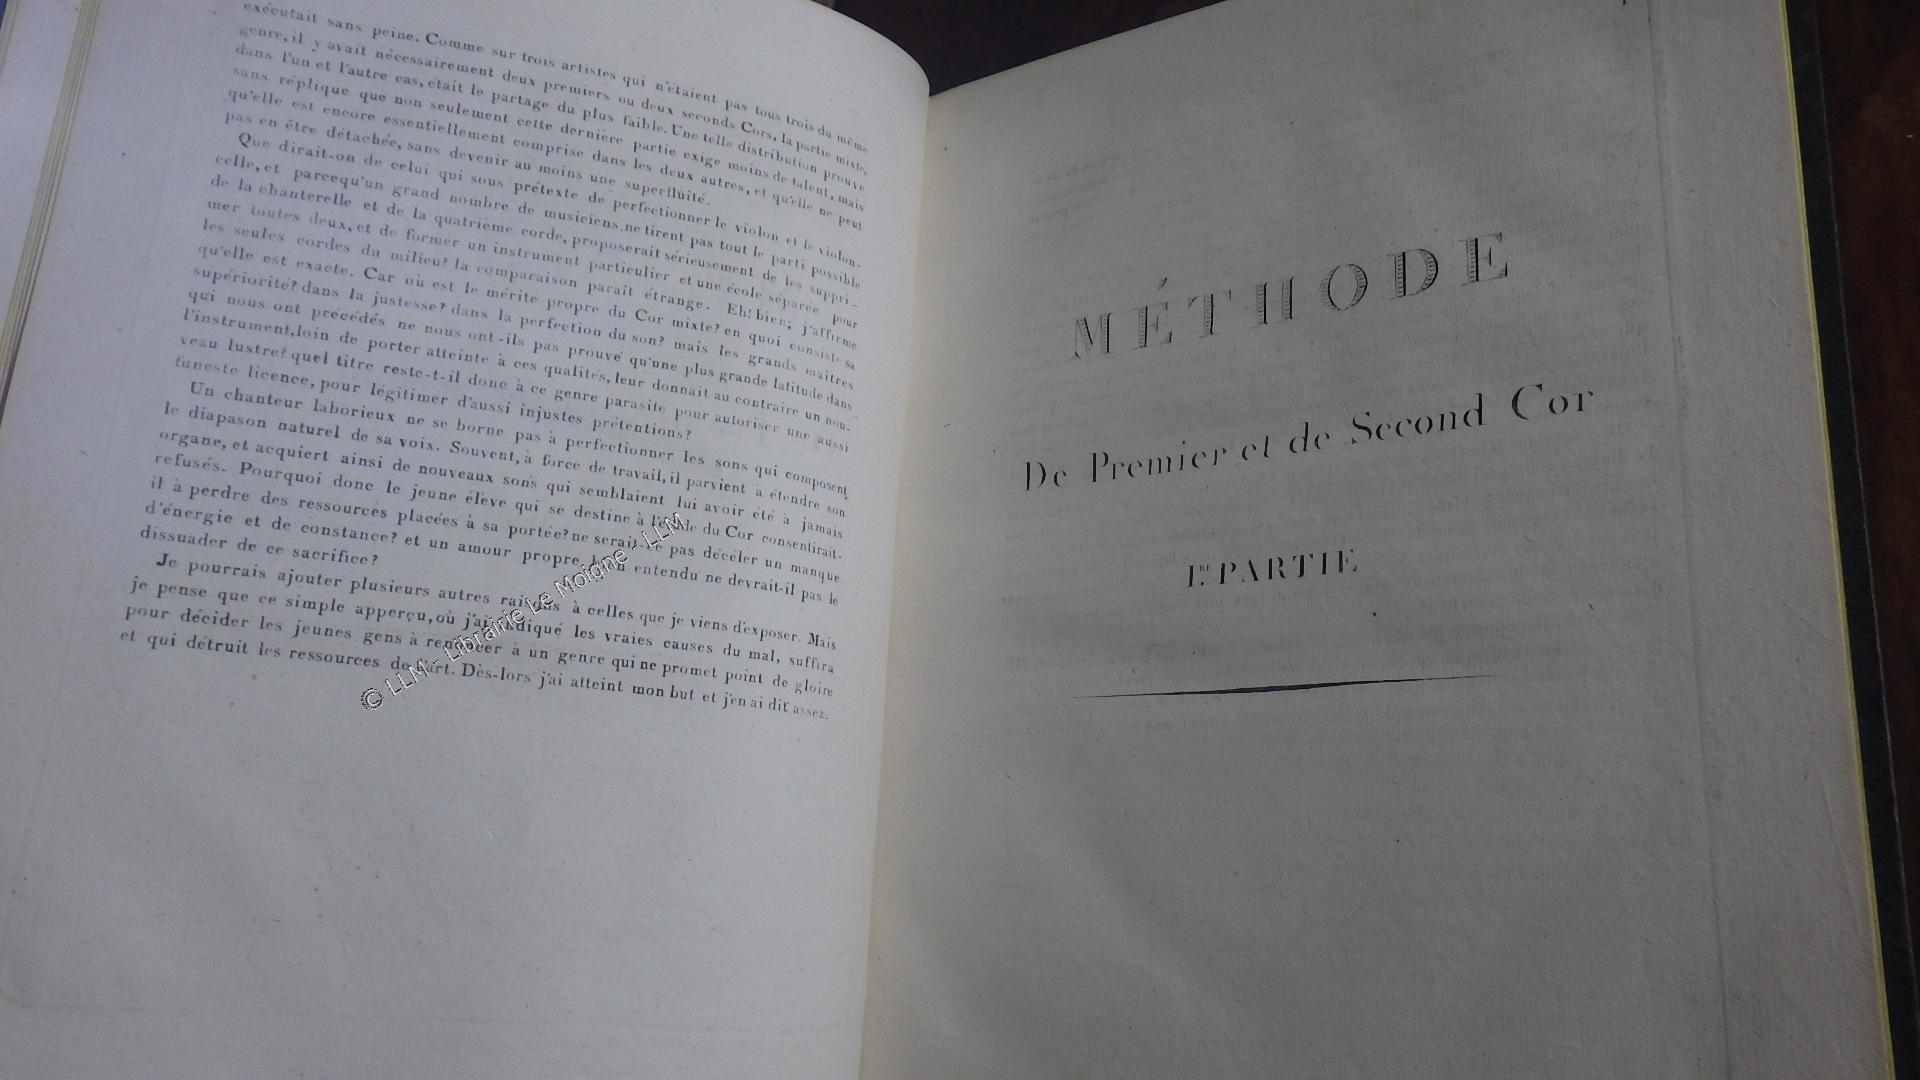 exécutait sans peine. Comme sur trois artistes qui n'étaient pas tous trois du même
genre, il y avait nécessairement deux premiers ou deux seconds Cors, la partie mixte,
dans l'un et l'autre cas, était le partage du plus faible. Une telle distribution prouve
sans réplique que non seulement cette dernière partie exige moins de talent, mais
qu'elle est encore essentiellement comprise dans les deux autres, et qu'elle ne peut
pas en être détachée, sans devenir au moins une superfluité.
Que dirait-on de celui qui sous prétexte de perfectionner le violon et le violon-
celle, et parcequ'un grand nombre de musiciens ne tirent pas tout le parti possible
de la chanterelle et de la quatrième corde, proposerait sérieusement de les suppri-
mer toutes deux, et de former un instrument particulier et une école séparée pour
les seules cordes du milieu? la comparaison paraît étrange. Eh! bien, j'affirme
qu'elle est exacte. Car où est le mérite propre du Cor mixte? en quoi consiste sa
supériorité? dans la justesse? dans la perfection du son? mais les grands maîtres
qui nous ont précédés ne nous ont-ils pas prouvé qu'une plus grande latitude dans
l'instrument, loin de porter atteinte à ces qualités, leur donnait au contraire un nou-
veau lustre? quel titre reste-t-il donc à ce genre parasite pour autoriser une aussi
funeste licence, pour légitimer d'aussi injustes prétentions?
Un chanteur laborieux ne se borne pas à perfectionner les sons qui composent
le diapason naturel de sa voix. Souvent, à force de travail, il parvient à étendre son
organe, et acquiert ainsi de nouveaux sons qui semblaient lui avoir été à jamais
refusés. Pourquoi donc le jeune élève qui se destine à l'étude du Cor consentirait-
il à perdre des ressources placées à sa portée? ne serait-ce pas décéler un manque
d'énergie et de constance? et un amour propre bien entendu ne devrait-il pas le
dissuader de ce sacrifice?
Je pourrais ajouter plusieurs autres raisons à celles que je viens d'exposer. Mais
je pense que ce simple apperçu, où j'ai indiqué les vraies causes du mal, suffira
pour décider les jeunes gens à renoncer à un genre qui ne promet point de gloire
et qui détruit les ressources de l'art. Dès-lors j'ai atteint mon but et j'en ai dit assez.
© LLM - Librairie Le Moigne - LLM
MÉTHODE
De Premier et de Second Cor
I.RE PARTIE